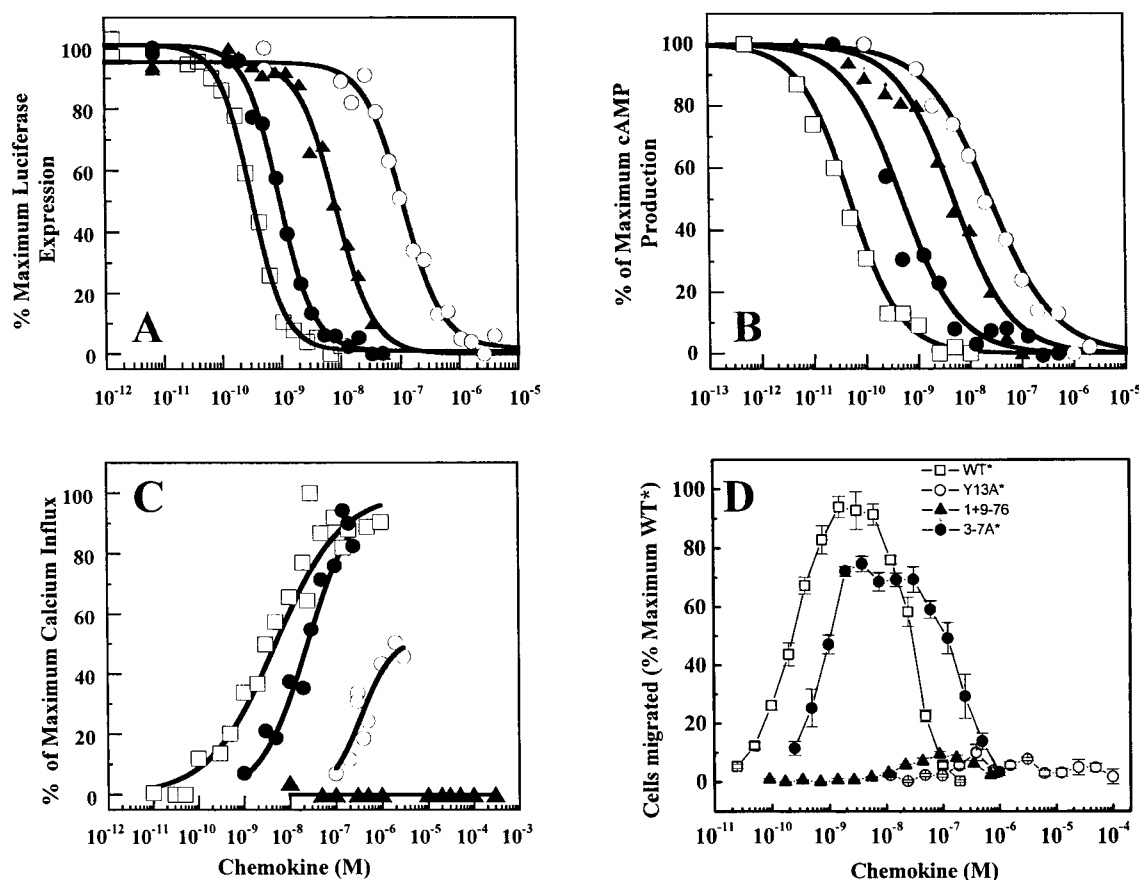 A
% Maximum Luciferase
Expression
100
80
60
40
20
0
10-12 10-11 10-10 10-9 10-8 10-7 10-6 10-5
B
% of Maximum cAMP
Production
100
80
60
40
20
0
10-13 10-12 10-11 10-10 10-9 10-8 10-7 10-6 10-5
C
% of Maximum Calcium Influx
100
80
60
40
20
0
10-12 10-11 10-10 10-9 10-8 10-7 10-6 10-5 10-4 10-3
Chemokine (M)
D
WT*
Y13A*
1+9-76
3-7A*
Cells migrated (% Maximum WT*)
100
80
60
40
20
0
10-11 10-10 10-9 10-8 10-7 10-6 10-5 10-4
Chemokine (M)